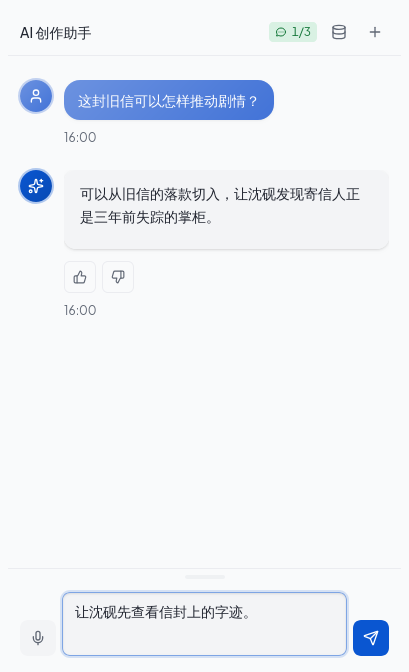 AI 创作助手
1/3
这封旧信可以怎样推动剧情？
16:00
可以从旧信的落款切入，让沈砚发现寄信人正
是三年前失踪的掌柜。
16:00
让沈砚先查看信封上的字迹。